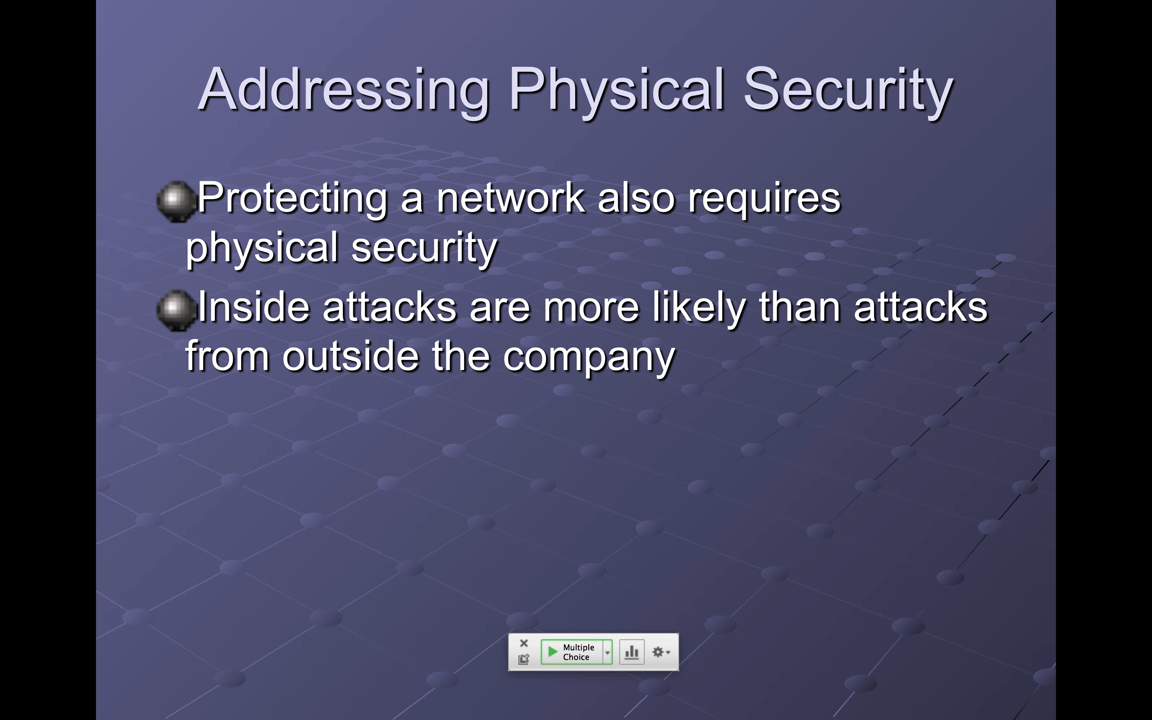 Addressing Physical Security
Protecting a network also requires
physical security
Inside attacks are more likely than attacks
from outside the company
Multiple
Choice